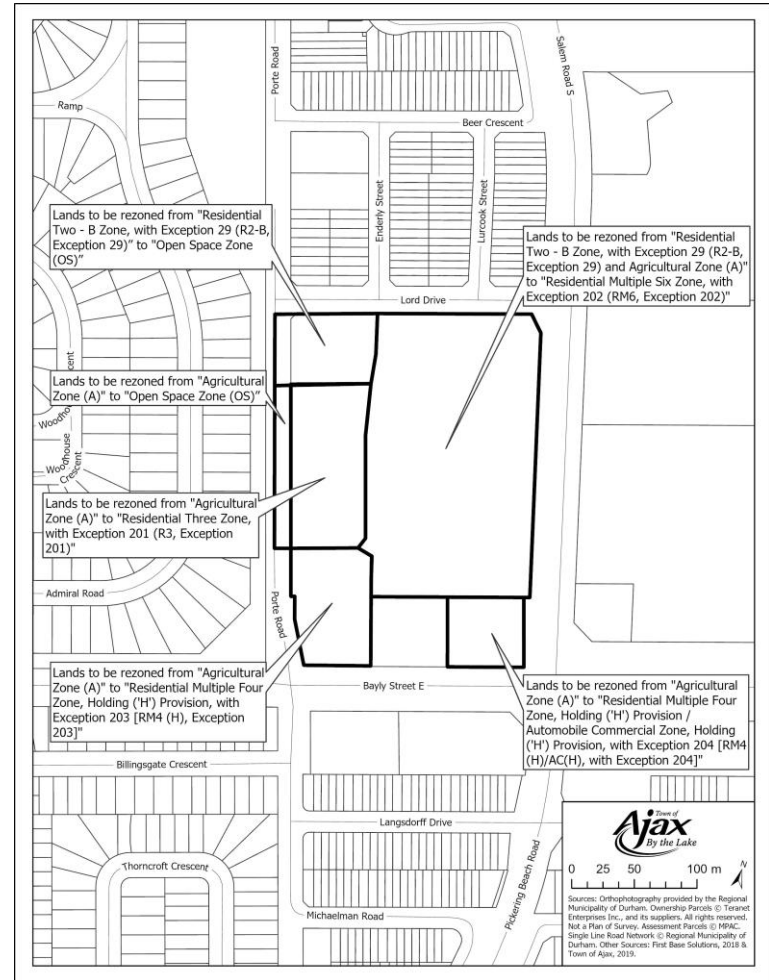 Porte Road
Salem Road S
Ramp
Beer Crescent
Enderly Street
Lurcook Street
Lands to be rezoned from "Residential
Two - B Zone, with Exception 29 (R2-B,
Exception 29)" to "Open Space Zone
(OS)"
Lands to be rezoned from "Residential
Two - B Zone, with Exception 29 (R2-B,
Exception 29) and Agricultural Zone (A)"
to "Residential Multiple Six Zone, with
Exception 202 (RM6, Exception 202)"
Lord Drive
Lands to be rezoned from "Agricultural
Zone (A)" to "Open Space Zone (OS)"
Woodhouse
Crescent
Woodhouse
Crescent
Lands to be rezoned from "Agricultural
Zone (A)" to "Residential Three Zone,
with Exception 201 (R3, Exception
201)"
Admiral Road
Porte Road
Lands to be rezoned from "Agricultural
Zone (A)" to "Residential Multiple Four
Zone, Holding ('H') Provision, with
Exception 203 [RM4 (H), Exception
203]"
Bayly Street E
Lands to be rezoned from "Agricultural
Zone (A)" to "Residential Multiple Four
Zone, Holding ('H') Provision /
Automobile Commercial Zone, Holding
('H') Provision, with Exception 204 [RM4
(H)/AC(H), with Exception 204]"
Billingsgate Crescent
Langsdorff Drive
Thorncroft Crescent
Michaelman Road
Pickering Beach Road
Town of
Ajax
By the Lake
0 25 50 100 m
N
Sources: Orthophotography provided by the Regional
Municipality of Durham. Ownership Parcels © Teranet
Enterprises Inc., and its suppliers. All rights reserved.
Not a Plan of Survey. Assessment Parcels © MPAC.
Single Line Road Network © Regional Municipality of
Durham. Other Sources: First Base Solutions, 2018 &
Town of Ajax, 2019.